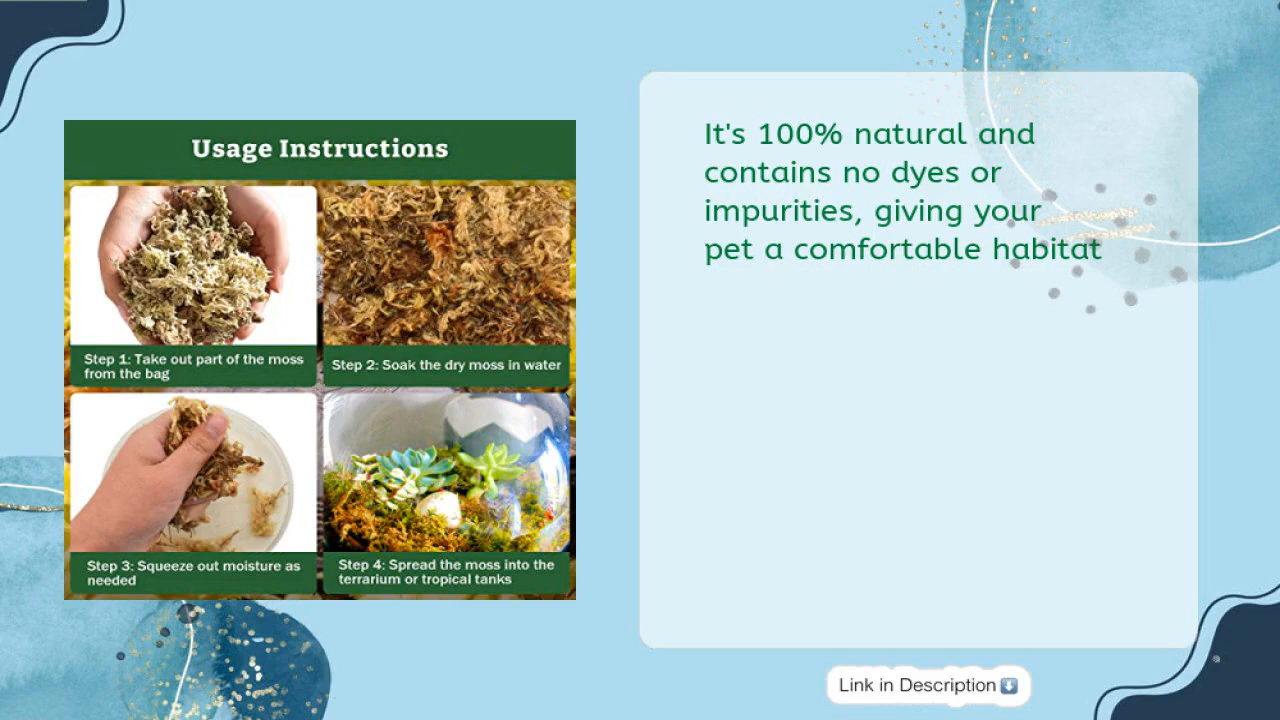 Usage Instructions
Step 1: Take out part of the moss
from the bag
Step 2: Soak the dry moss in water
Step 3: Squeeze out moisture as
needed
Step 4: Spread the moss into the
terrarium or tropical tanks
It's 100% natural and
contains no dyes or
impurities, giving your
pet a comfortable habitat
Link in Description⬇️